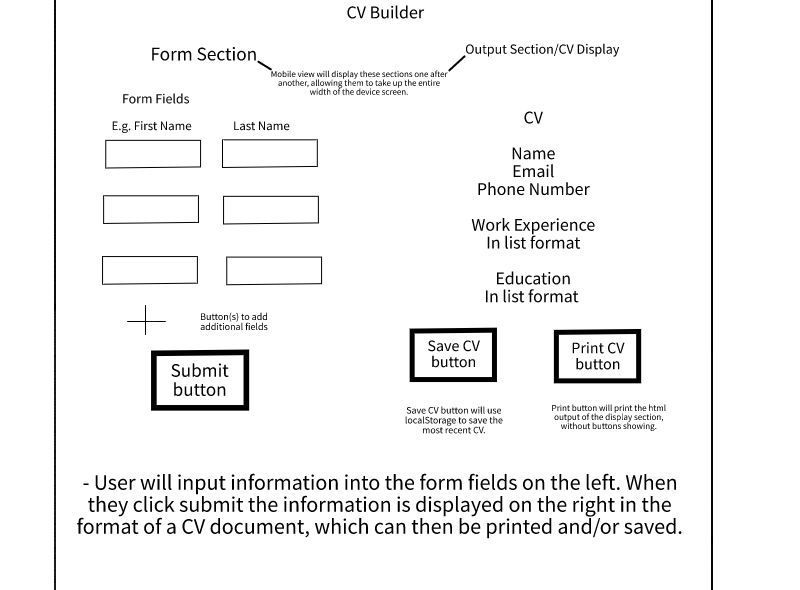 CV Builder
Form Section
Output Section/CV Display
Mobile view will display these sections one after
another, allowing them to take up the entire
width of the device screen.
Form Fields
E.g. First Name
Last Name
CV
Name
Email
Phone Number
Work Experience
In list format
Education
In list format
Button(s) to add
additional fields
Submit
button
Save CV
button
Print CV
button
Save CV button will use
localStorage to save the
most recent CV.
Print button will print the html
output of the display section,
without buttons showing.
- User will input information into the form fields on the left. When
they click submit the information is displayed on the right in the
format of a CV document, which can then be printed and/or saved.